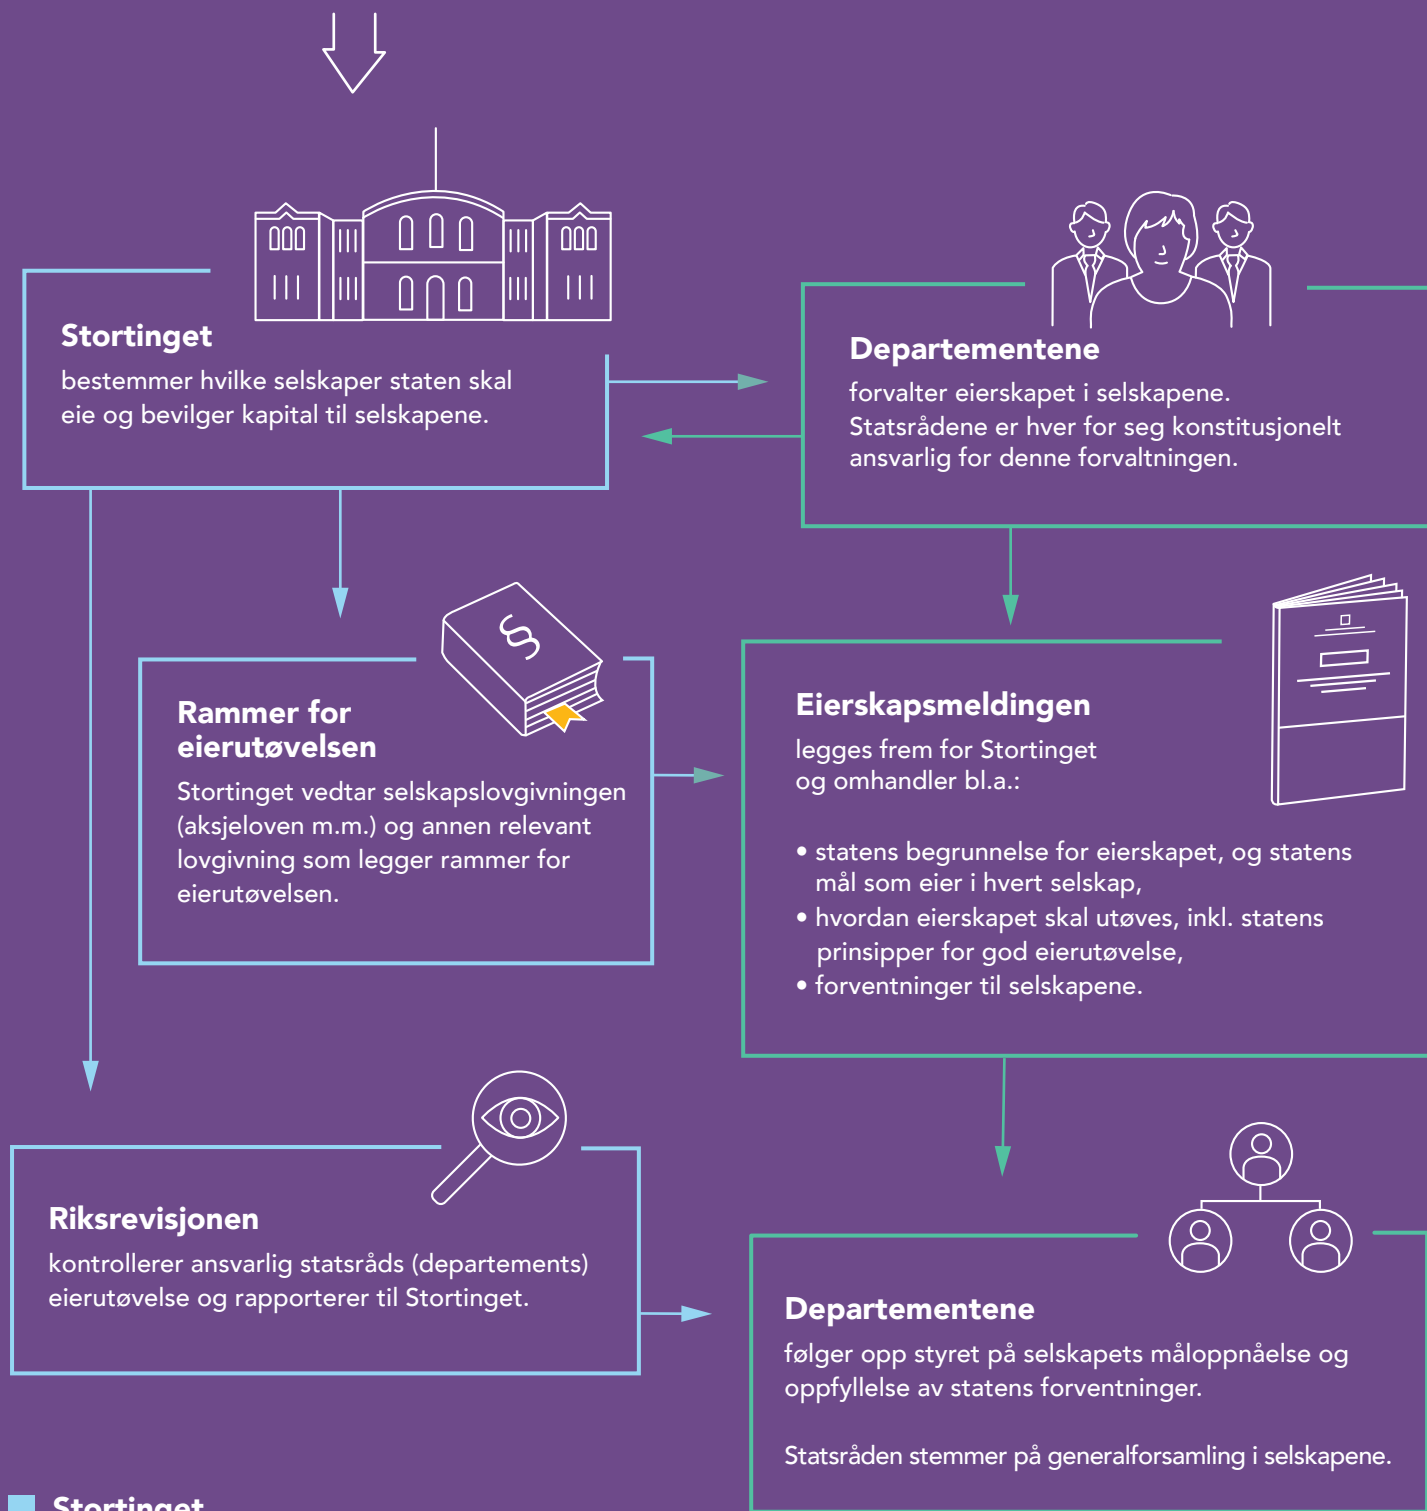 Stortinget
bestemmer hvilke selskaper staten skal
eie og bevilger kapital til selskapene.
Departementene
forvalter eierskapet i selskapene.
Statsrådene er hver for seg konstitusjonelt
ansvarlig for denne forvaltningen.
§
Rammer for
eierutøvelsen
Stortinget vedtar selskapslovgivningen
(aksjeloven m.m.) og annen relevant
lovgivning som legger rammer for
eierutøvelsen.
Eierskapsmeldingen
legges frem for Stortinget
og omhandler bl.a.:
• statens begrunnelse for eierskapet, og statens
mål som eier i hvert selskap,
• hvordan eierskapet skal utøves, inkl. statens
prinsipper for god eierutøvelse,
• forventninger til selskapene.
Riksrevisjonen
kontrollerer ansvarlig statsråds (departements)
eierutøvelse og rapporterer til Stortinget.
Departementene
følger opp styret på selskapets måloppnåelse og
oppfyllelse av statens forventninger.
Statsråden stemmer på generalforsamling i selskapene.
Stortinget